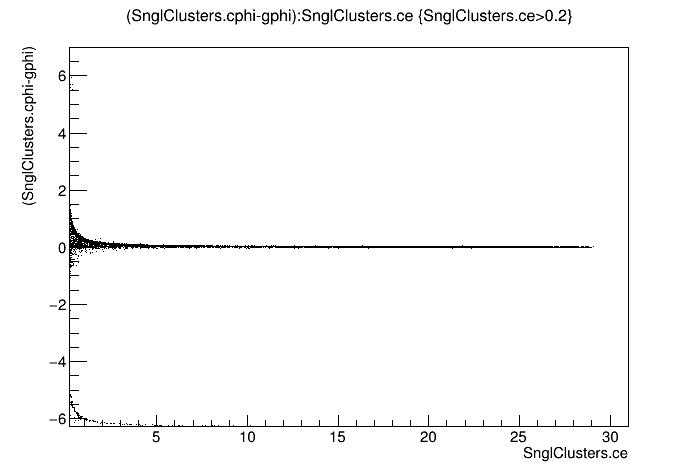 (SnglClusters.cphi-gphi):SnglClusters.ce {SnglClusters.ce>0.2}
(SnglClusters.cphi-gphi)
6
4
2
0
−2
−4
−6
5 10 15 20 25 30
SnglClusters.ce